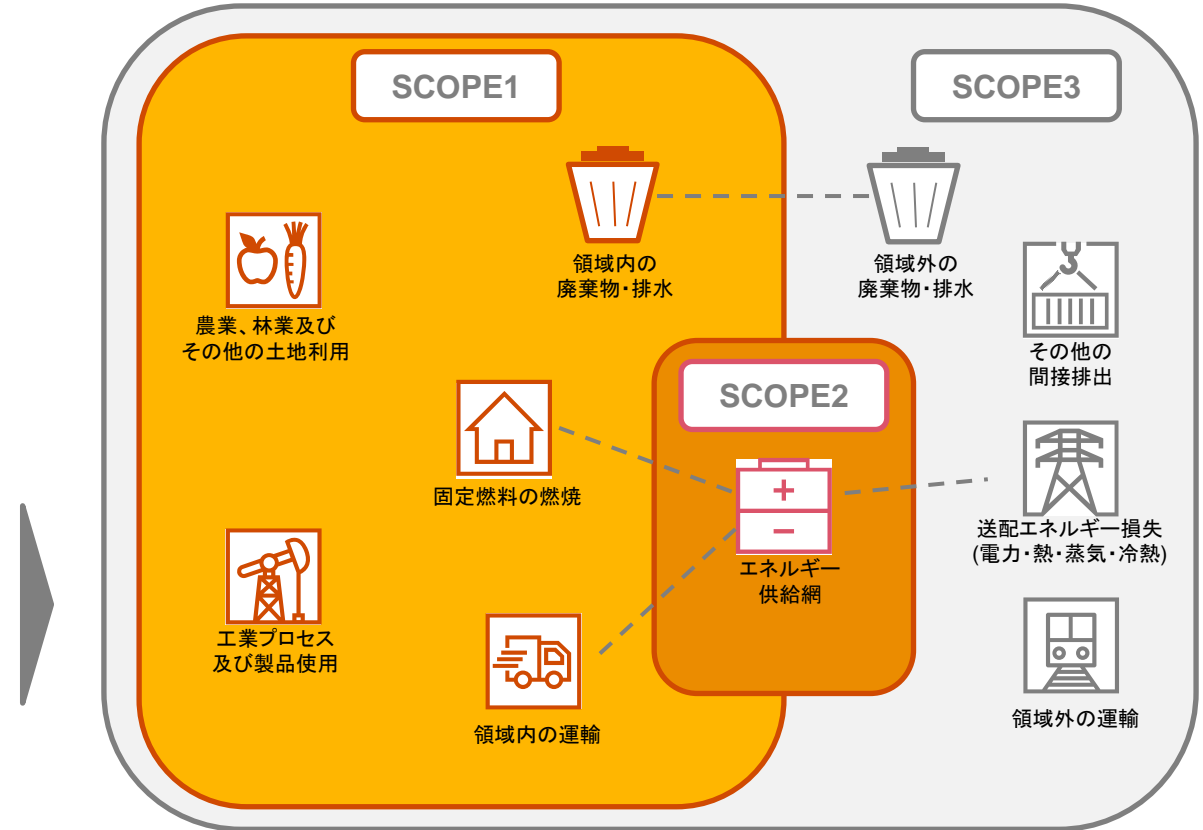 SCOPE1
SCOPE3
領域内の
廃棄物・排水
領域外の
廃棄物・排水
農業、林業及び
その他の土地利用
その他の
間接排出
SCOPE2
固定燃料の燃焼
エネルギー
供給網
送配エネルギー損失
(電力・熱・蒸気・冷熱)
工業プロセス
及び製品使用
領域内の運輸
領域外の運輸